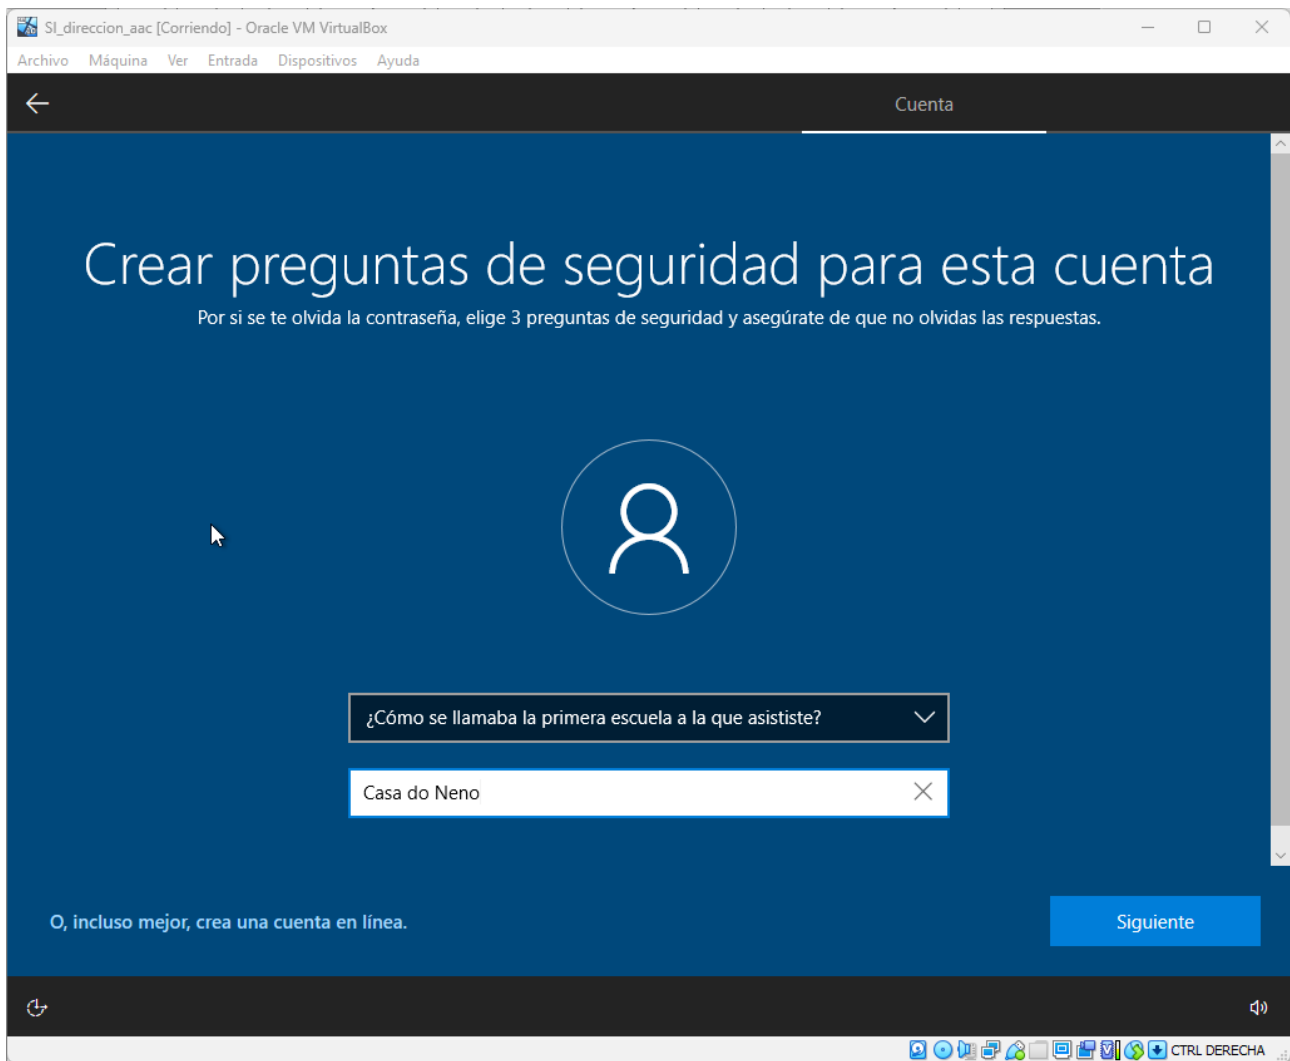 SI_direccion_aac [Corriendo] - Oracle VM VirtualBox
Archivo Máquina Ver Entrada Dispositivos Ayuda
Cuenta
Crear preguntas de seguridad para esta cuenta
Por si se te olvida la contraseña, elige 3 preguntas de seguridad y asegúrate de que no olvidas las respuestas.
¿Cómo se llamaba la primera escuela a la que asististe?
Casa do Neno
O, incluso mejor, crea una cuenta en línea.
Siguiente
CTRL DERECHA